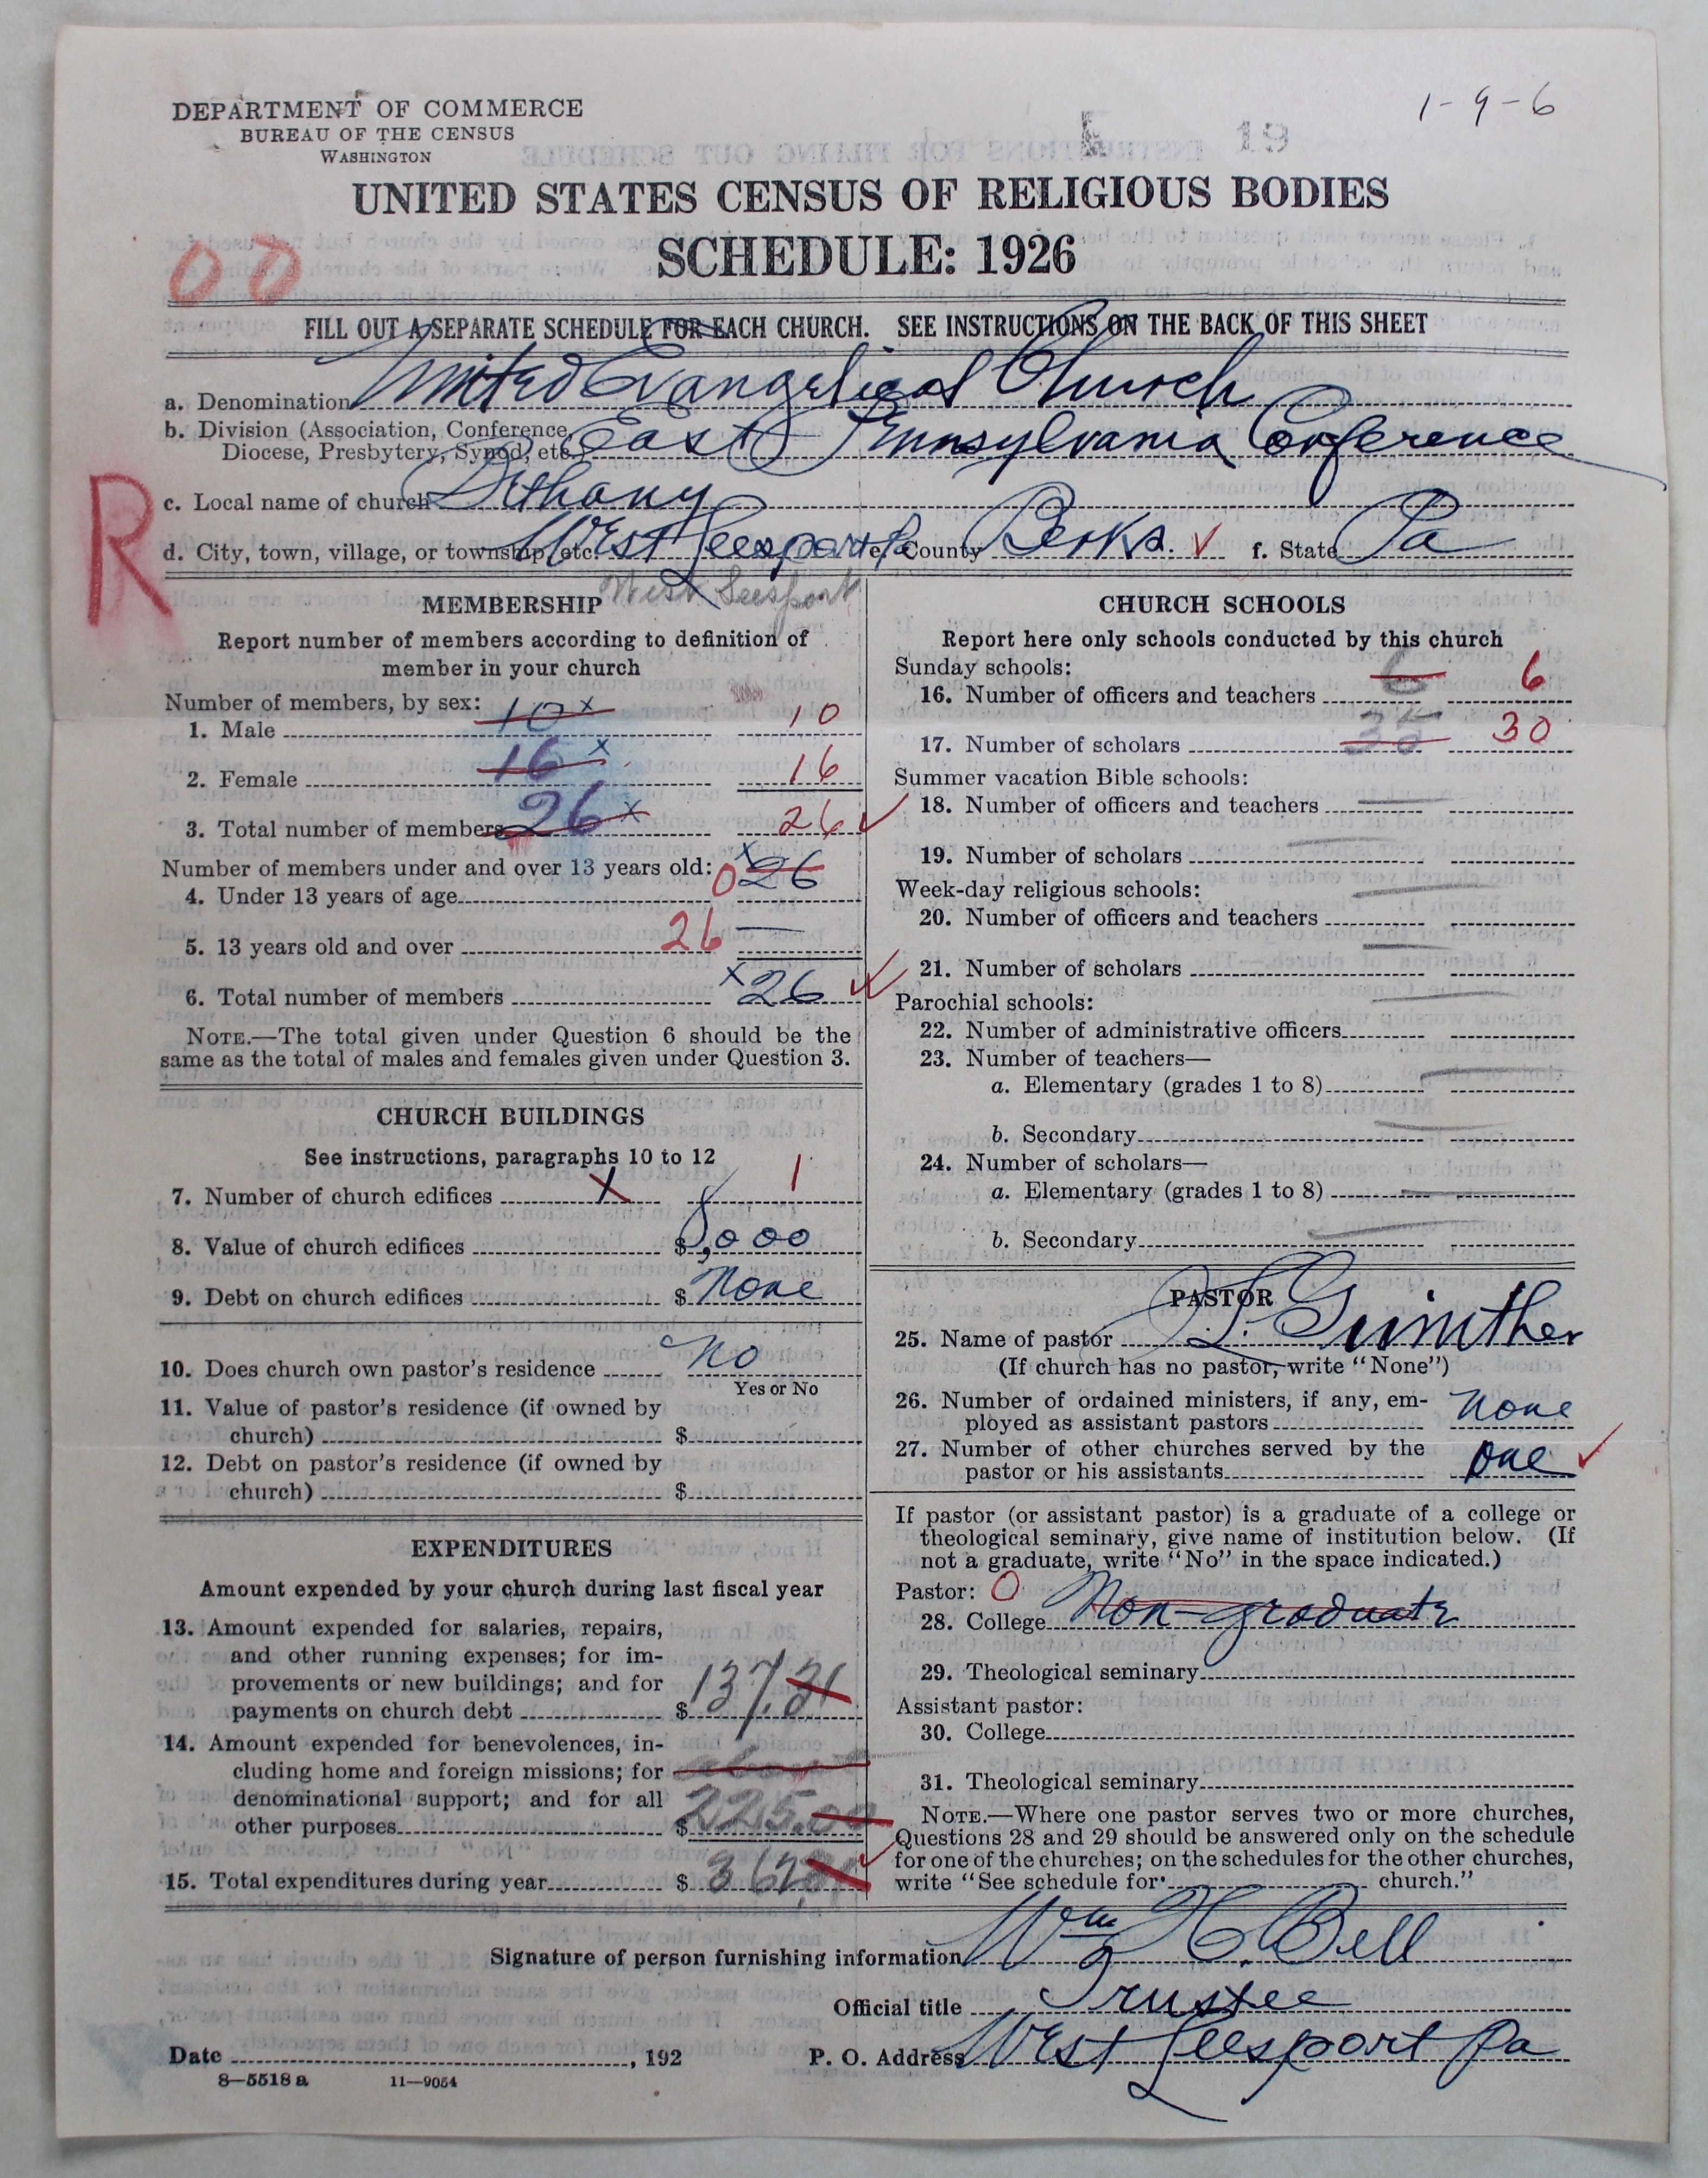 1-9-6
19
DEPARTMENT OF COMMERCE
BUREAU OF THE CENSUS
WASHINGTON
UNITED STATES CENSUS OF RELIGIOUS BODIES
SCHEDULE: 1926
00
FILL OUT A SEPARATE SCHEDULE FOR EACH CHURCH. SEE INSTRUCTIONS ON THE BACK OF THIS SHEET
a. Denomination United Evangelical Church
b. Division (Association, Conference, Diocese, Presbytery, Synod, etc.) East Pennsylvania Conference
R
c. Local name of church Bethany
d. City, town, village, or township, etc. West Leesport e. County Berks. f. State Pa
West Leesport
MEMBERSHIP
Report number of members according to definition of
member in your church
Number of members, by sex:
1. Male 10 x 10
2. Female 16 x 16
3. Total number of members 26 x 26
Number of members under and over 13 years old:
4. Under 13 years of age 0 x 26
5. 13 years old and over 26 —
6. Total number of members x 26
NOTE.—The total given under Question 6 should be the
same as the total of males and females given under Question 3.
CHURCH BUILDINGS
See instructions, paragraphs 10 to 12
7. Number of church edifices X 1
8. Value of church edifices $ 8,000
9. Debt on church edifices $ None
10. Does church own pastor's residence No
Yes or No
11. Value of pastor's residence (if owned by
church) $
12. Debt on pastor's residence (if owned by
church) $
EXPENDITURES
Amount expended by your church during last fiscal year
13. Amount expended for salaries, repairs,
and other running expenses; for im-
provements or new buildings; and for
payments on church debt $ 137.81
14. Amount expended for benevolences, in-
cluding home and foreign missions; for about
denominational support; and for all
other purposes $ 225.00
15. Total expenditures during year $ 362.81
CHURCH SCHOOLS
Report here only schools conducted by this church
Sunday schools:
16. Number of officers and teachers 6 6
17. Number of scholars 30
Summer vacation Bible schools:
18. Number of officers and teachers —
19. Number of scholars —
Week-day religious schools:
20. Number of officers and teachers —
21. Number of scholars —
Parochial schools:
22. Number of administrative officers —
23. Number of teachers—
a. Elementary (grades 1 to 8) —
b. Secondary —
24. Number of scholars—
a. Elementary (grades 1 to 8) —
b. Secondary —
PASTOR
25. Name of pastor
(If church has no pastor, write "None")
26. Number of ordained ministers, if any, em-
ployed as assistant pastors None
27. Number of other churches served by the
pastor or his assistants one
If pastor (or assistant pastor) is a graduate of a college or
theological seminary, give name of institution below. (If
not a graduate, write "No" in the space indicated.)
Pastor: 0
28. College Non-graduate
29. Theological seminary
Assistant pastor:
30. College
31. Theological seminary
NOTE.—Where one pastor serves two or more churches,
Questions 28 and 29 should be answered only on the schedule
for one of the churches; on the schedules for the other churches,
write "See schedule for church."
Signature of person furnishing information Wm H. Bell
Official title Trustee
Date , 192 P. O. Address West Leesport Pa
8—5518 a 11—9054